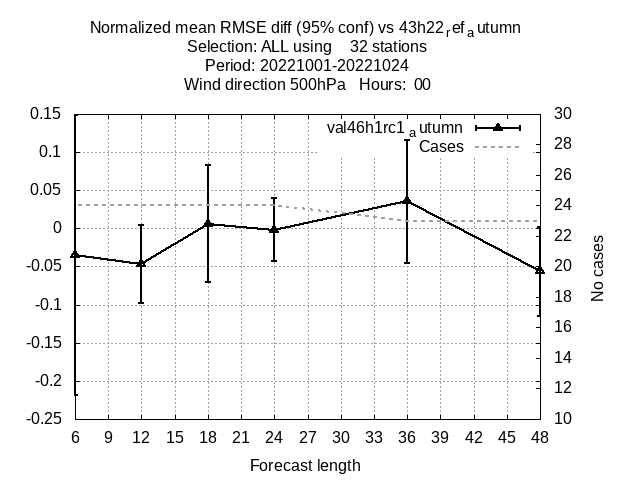 Normalized mean RMSE diff (95% conf) vs 43h22ref autumn
Selection: ALL using 32 stations
Period: 20221001-20221024
Wind direction 500hPa Hours: 00
val46h1rc1autumn
Cases
0.15
0.1
0.05
0
-0.05
-0.1
-0.15
-0.2
-0.25
30
28
26
24
22
20
18
16
14
12
10
No cases
6 9 12 15 18 21 24 27 30 33 36 39 42 45 48
Forecast length